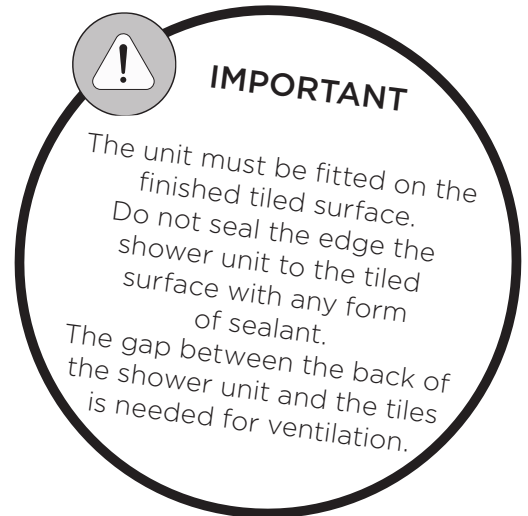 !
IMPORTANT
The unit must be fitted on the
finished tiled surface.
Do not seal the edge the
shower unit to the tiled
surface with any form
of sealant.
The gap between the back of
the shower unit and the tiles
is needed for ventilation.